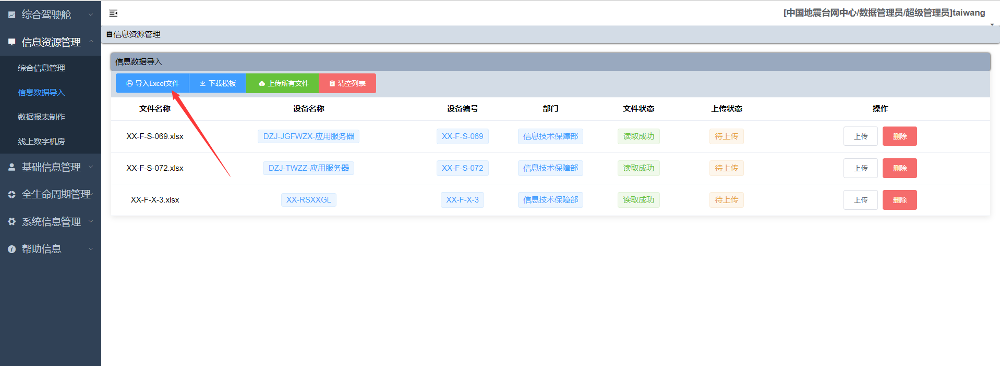 综合驾驶舱
信息资源管理
综合信息管理
信息数据导入
数据报表制作
线上数字机房
基础信息管理
全生命周期管理
系统信息管理
帮助信息
[中国地震台网中心/数据管理员/超级管理员]taiwang
信息资源管理
信息数据导入
导入Excel文件 下载模板 上传所有文件 清空列表
文件名称 设备名称 设备编号 部门 文件状态 上传状态 操作
XX-F-S-069.xlsx DZJ-JGFWZX-应用服务器 XX-F-S-069 信息技术保障部 读取成功 待上传 上传 删除
XX-F-S-072.xlsx DZJ-TWZZ-应用服务器 XX-F-S-072 信息技术保障部 读取成功 待上传 上传 删除
XX-F-X-3.xlsx XX-RSXXGL XX-F-X-3 信息技术保障部 读取成功 待上传 上传 删除